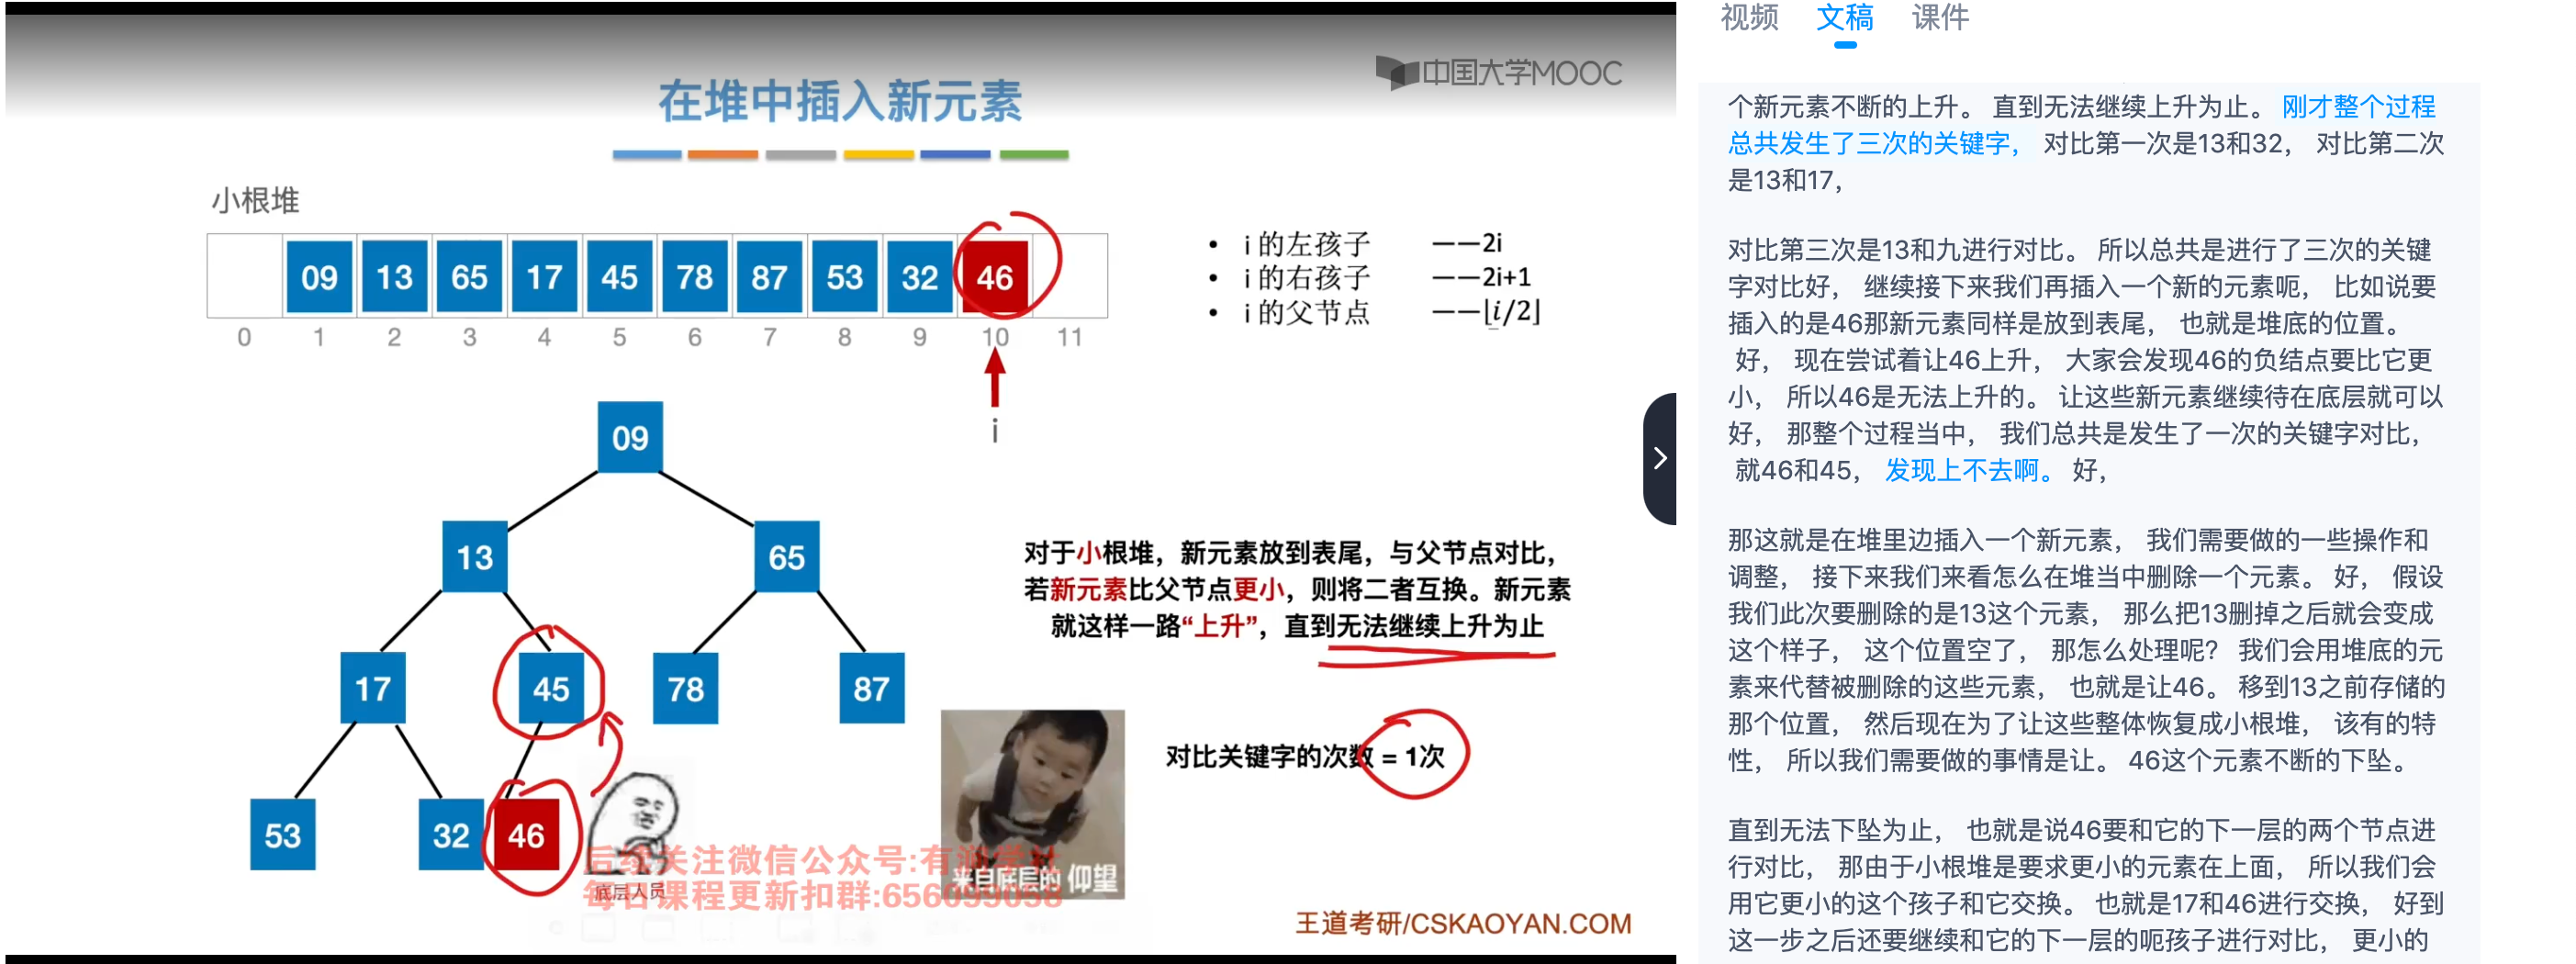 中国大学MOOC
在堆中插入新元素
小根堆
09 13 65 17 45 78 87 53 32 46
0 1 2 3 4 5 6 7 8 9 10 11
i
• i 的左孩子 ——2i
• i 的右孩子 ——2i+1
• i 的父节点 ——⌊i/2⌋
09
13 65
17 45 78 87
53 32 46
对于小根堆，新元素放到表尾，与父节点对比，
若新元素比父节点更小，则将二者互换。新元素
就这样一路“上升”，直到无法继续上升为止
对比关键字的次数 = 1次
底层人员
来自底层的 仰望
关注微信公众号:有
每日课程更新扣群:656099058
王道考研/CSKAOYAN.COM
视频 文稿 课件
个新元素不断的上升。 直到无法继续上升为止。 刚才整个过程
总共发生了三次的关键字， 对比第一次是13和32， 对比第二次
是13和17，
对比第三次是13和九进行对比。 所以总共是进行了三次的关键
字对比好， 继续接下来我们再插入一个新的元素呃， 比如说要
插入的是46那新元素同样是放到表尾， 也就是堆底的位置。
好， 现在尝试着让46上升， 大家会发现46的负结点要比它更
小， 所以46是无法上升的。 让这些新元素继续待在底层就可以
好， 那整个过程当中， 我们总共是发生了一次的关键字对比，
就46和45， 发现上不去啊。 好，
那这就是在堆里边插入一个新元素， 我们需要做的一些操作和
调整， 接下来我们来看怎么在堆当中删除一个元素。 好， 假设
我们此次要删除的是13这个元素， 那么把13删掉之后就会变成
这个样子， 这个位置空了， 那怎么处理呢？ 我们会用堆底的元
素来代替被删除的这些元素， 也就是让46。 移到13之前存储的
那个位置， 然后现在为了让这些整体恢复成小根堆， 该有的特
性， 所以我们需要做的事情是让。 46这个元素不断的下坠。
直到无法下坠为止， 也就是说46要和它的下一层的两个节点进
行对比， 那由于小根堆是要求更小的元素在上面， 所以我们会
用它更小的这个孩子和它交换。 也就是17和46进行交换， 好到
这一步之后还要继续和它的下一层的呃孩子进行对比， 更小的